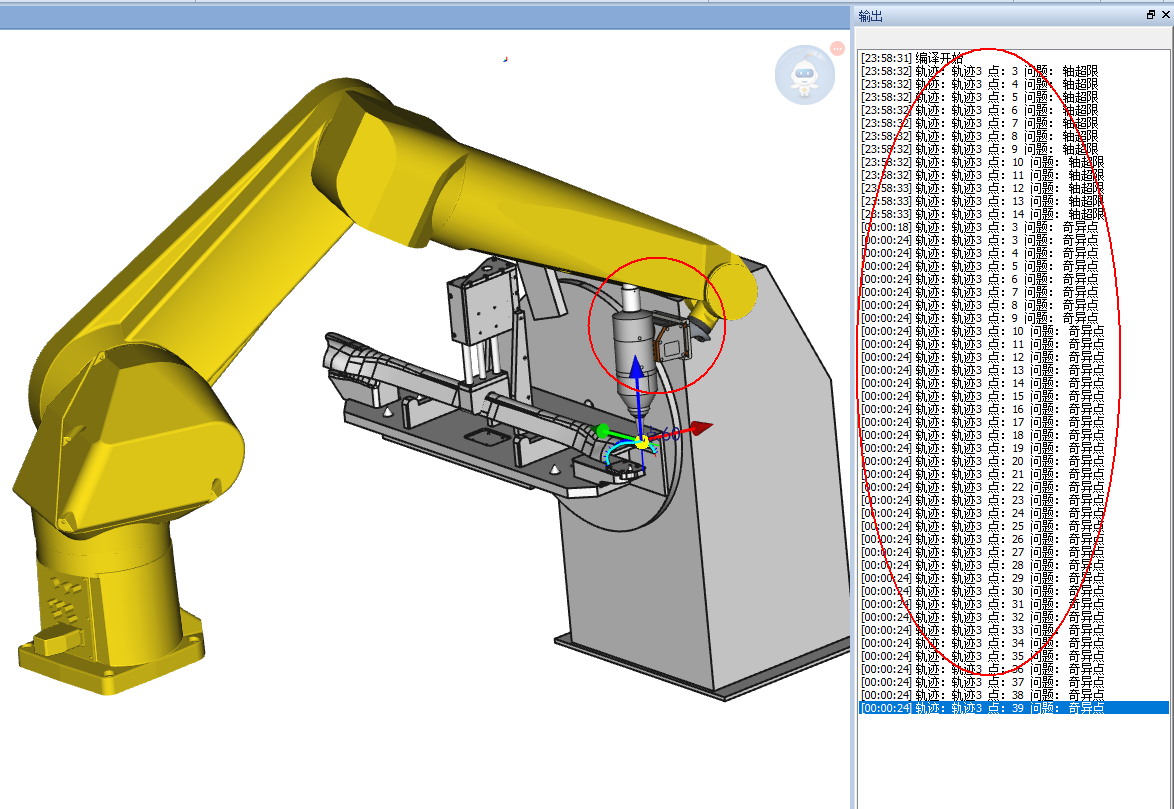 输出
[23:58:31] 编译开始
[23:58:32] 轨迹：轨迹3 点：3 问题： 轴超限
[23:58:32] 轨迹：轨迹3 点：4 问题： 轴超限
[23:58:32] 轨迹：轨迹3 点：5 问题： 轴超限
[23:58:32] 轨迹：轨迹3 点：6 问题： 轴超限
[23:58:32] 轨迹：轨迹3 点：7 问题： 轴超限
[23:58:32] 轨迹：轨迹3 点：8 问题： 轴超限
[23:58:32] 轨迹：轨迹3 点：9 问题： 轴超限
[23:58:32] 轨迹：轨迹3 点：10 问题： 轴超限
[23:58:32] 轨迹：轨迹3 点：11 问题： 轴超限
[23:58:33] 轨迹：轨迹3 点：12 问题： 轴超限
[23:58:33] 轨迹：轨迹3 点：13 问题： 轴超限
[23:58:33] 轨迹：轨迹3 点：14 问题： 轴超限
[00:00:18] 轨迹：轨迹3 点：3 问题： 奇异点
[00:00:24] 轨迹：轨迹3 点：3 问题： 奇异点
[00:00:24] 轨迹：轨迹3 点：4 问题： 奇异点
[00:00:24] 轨迹：轨迹3 点：5 问题： 奇异点
[00:00:24] 轨迹：轨迹3 点：6 问题： 奇异点
[00:00:24] 轨迹：轨迹3 点：7 问题： 奇异点
[00:00:24] 轨迹：轨迹3 点：8 问题： 奇异点
[00:00:24] 轨迹：轨迹3 点：9 问题： 奇异点
[00:00:24] 轨迹：轨迹3 点：10 问题： 奇异点
[00:00:24] 轨迹：轨迹3 点：11 问题： 奇异点
[00:00:24] 轨迹：轨迹3 点：12 问题： 奇异点
[00:00:24] 轨迹：轨迹3 点：13 问题： 奇异点
[00:00:24] 轨迹：轨迹3 点：14 问题： 奇异点
[00:00:24] 轨迹：轨迹3 点：15 问题： 奇异点
[00:00:24] 轨迹：轨迹3 点：16 问题： 奇异点
[00:00:24] 轨迹：轨迹3 点：17 问题： 奇异点
[00:00:24] 轨迹：轨迹3 点：18 问题： 奇异点
[00:00:24] 轨迹：轨迹3 点：19 问题： 奇异点
[00:00:24] 轨迹：轨迹3 点：20 问题： 奇异点
[00:00:24] 轨迹：轨迹3 点：21 问题： 奇异点
[00:00:24] 轨迹：轨迹3 点：22 问题： 奇异点
[00:00:24] 轨迹：轨迹3 点：23 问题： 奇异点
[00:00:24] 轨迹：轨迹3 点：24 问题： 奇异点
[00:00:24] 轨迹：轨迹3 点：25 问题： 奇异点
[00:00:24] 轨迹：轨迹3 点：26 问题： 奇异点
[00:00:24] 轨迹：轨迹3 点：27 问题： 奇异点
[00:00:24] 轨迹：轨迹3 点：28 问题： 奇异点
[00:00:24] 轨迹：轨迹3 点：29 问题： 奇异点
[00:00:24] 轨迹：轨迹3 点：30 问题： 奇异点
[00:00:24] 轨迹：轨迹3 点：31 问题： 奇异点
[00:00:24] 轨迹：轨迹3 点：32 问题： 奇异点
[00:00:24] 轨迹：轨迹3 点：33 问题： 奇异点
[00:00:24] 轨迹：轨迹3 点：34 问题： 奇异点
[00:00:24] 轨迹：轨迹3 点：35 问题： 奇异点
[00:00:24] 轨迹：轨迹3 点：36 问题： 奇异点
[00:00:24] 轨迹：轨迹3 点：37 问题： 奇异点
[00:00:24] 轨迹：轨迹3 点：38 问题： 奇异点
[00:00:24] 轨迹：轨迹3 点：39 问题： 奇异点